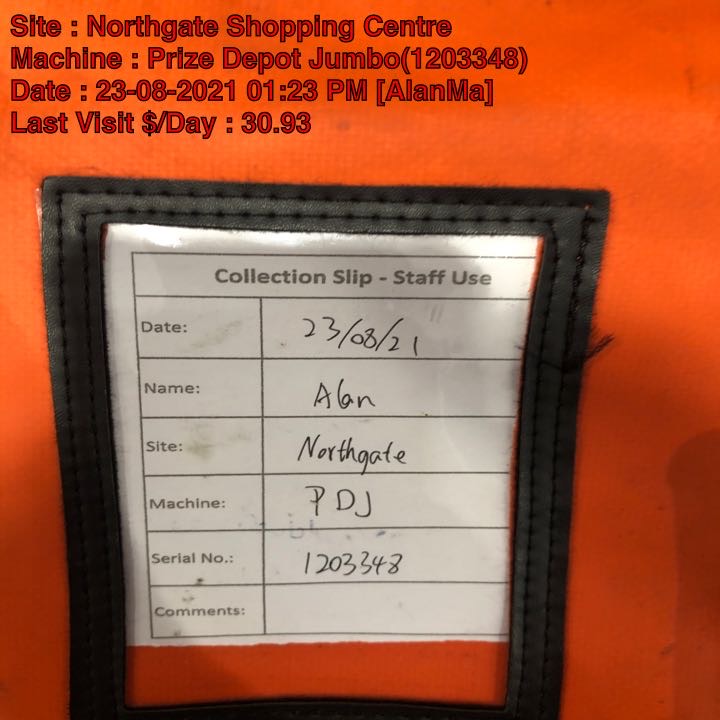 Site : Northgate Shopping Centre
Machine : Prize Depot Jumbo(1203348)
Date : 23-08-2021 01:23 PM [AlanMa]
Last Visit $/Day : 30.93
Collection Slip - Staff Use
Date: 23/08/21
Name: Alan
Site: Northgate
Machine: PDJ
Serial No.: 1203348
Comments: